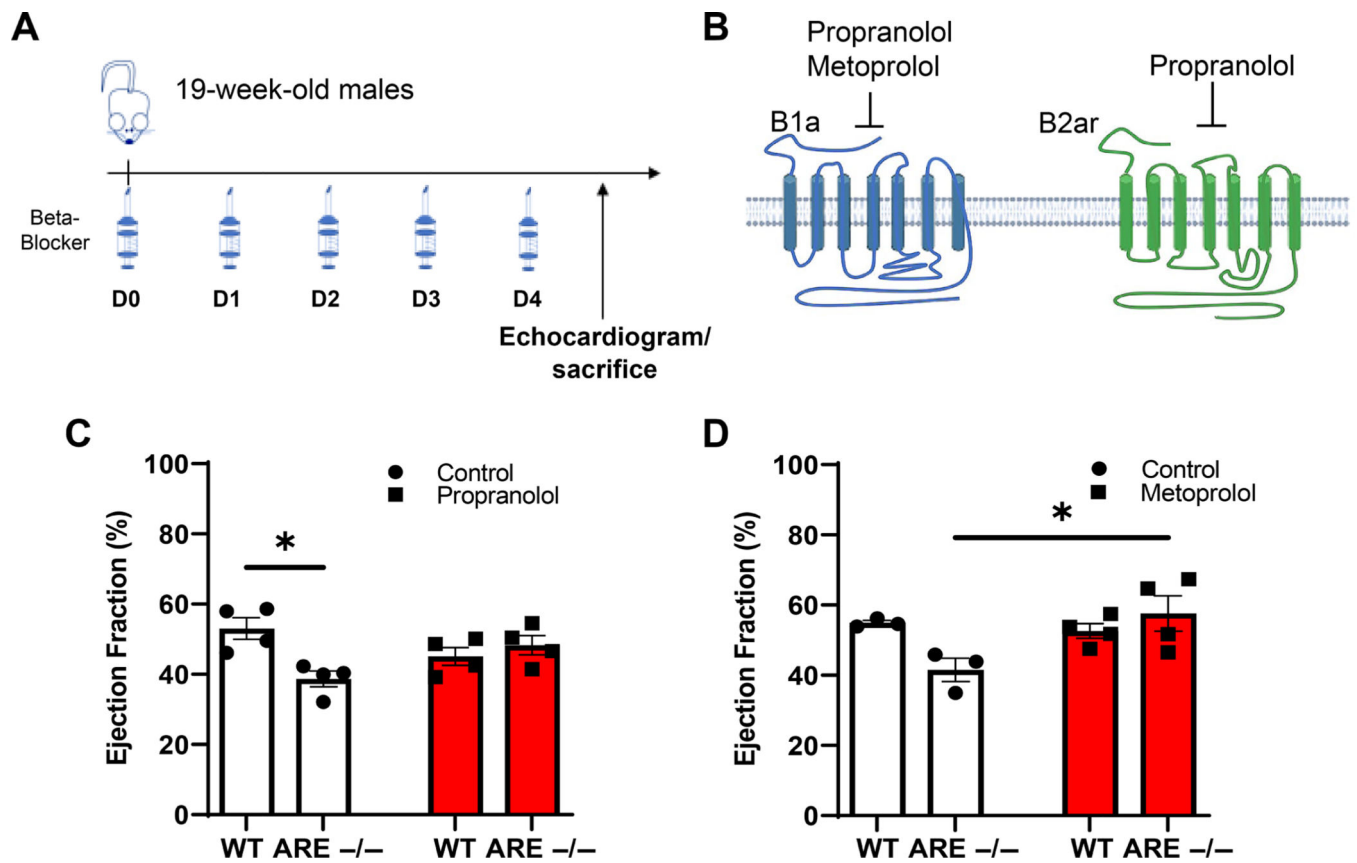 A
19-week-old males
Beta-
Blocker
D0 D1 D2 D3 D4
Echocardiogram/
sacrifice
B
Propranolol
Metoprolol
Propranolol
B1a
B2ar
C
Ejection Fraction (%)
100
80
60
40
20
0
Control
Propranolol
*
WT ARE –/– WT ARE –/–
D
Ejection Fraction (%)
100
80
60
40
20
0
Control
Metoprolol
*
WT ARE –/– WT ARE –/–